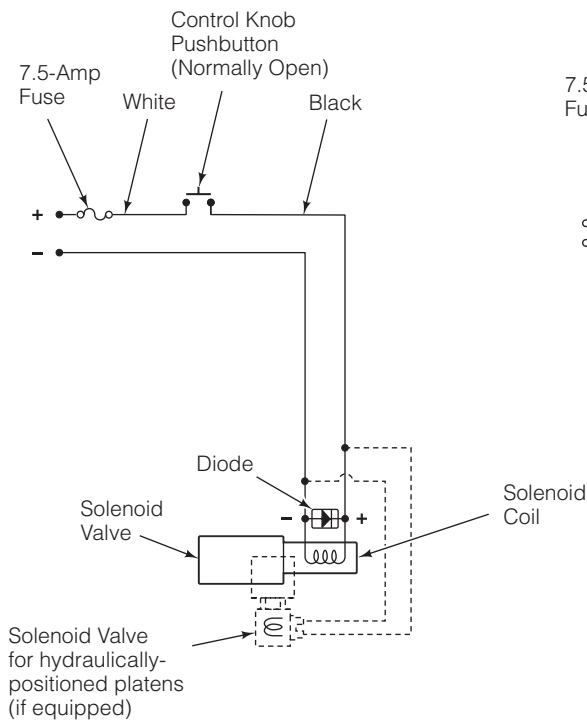 Control Knob
Pushbutton
(Normally Open)
7.5-Amp
Fuse
White
Black
+
−
Diode
− +
Solenoid
Valve
Solenoid
Coil
Solenoid Valve
for hydraulically-
positioned platens
(if equipped)